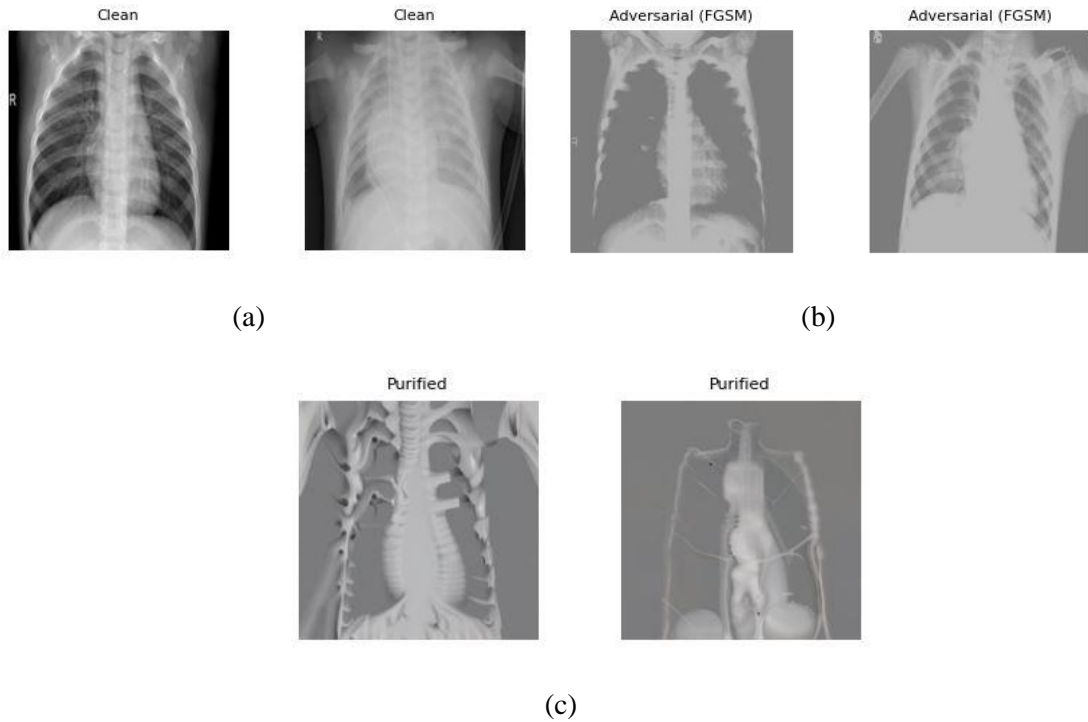 Clean Clean Adversarial (FGSM) Adversarial (FGSM)
R R
(a) (b)
Purified Purified
(c)